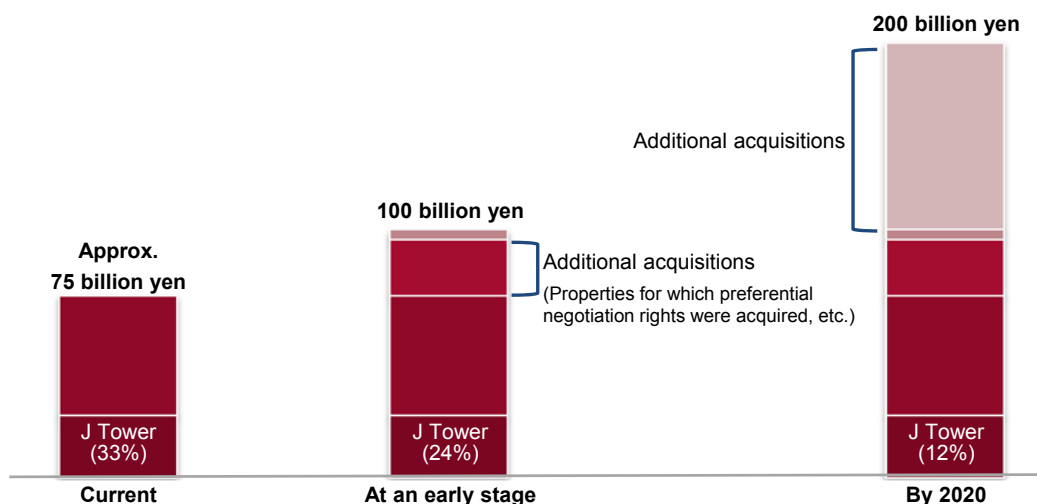 200 billion yen
Additional acquisitions
100 billion yen
Approx.
75 billion yen
Additional acquisitions
(Properties for which preferential
negotiation rights were acquired, etc.)
J Tower
(33%)
J Tower
(24%)
J Tower
(12%)
Current
At an early stage
By 2020